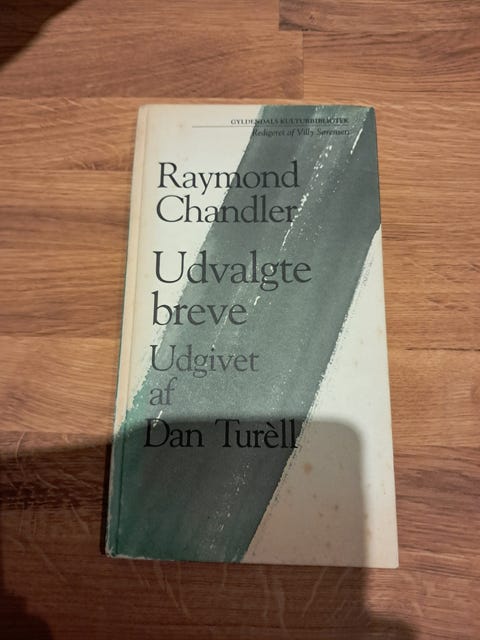 GYLDENDALS KULTURBIBLIOTEK
Redigeret af Villy Sørensen
Raymond
Chandler
Udvalgte
breve
Udgivet
af
Dan Turèll